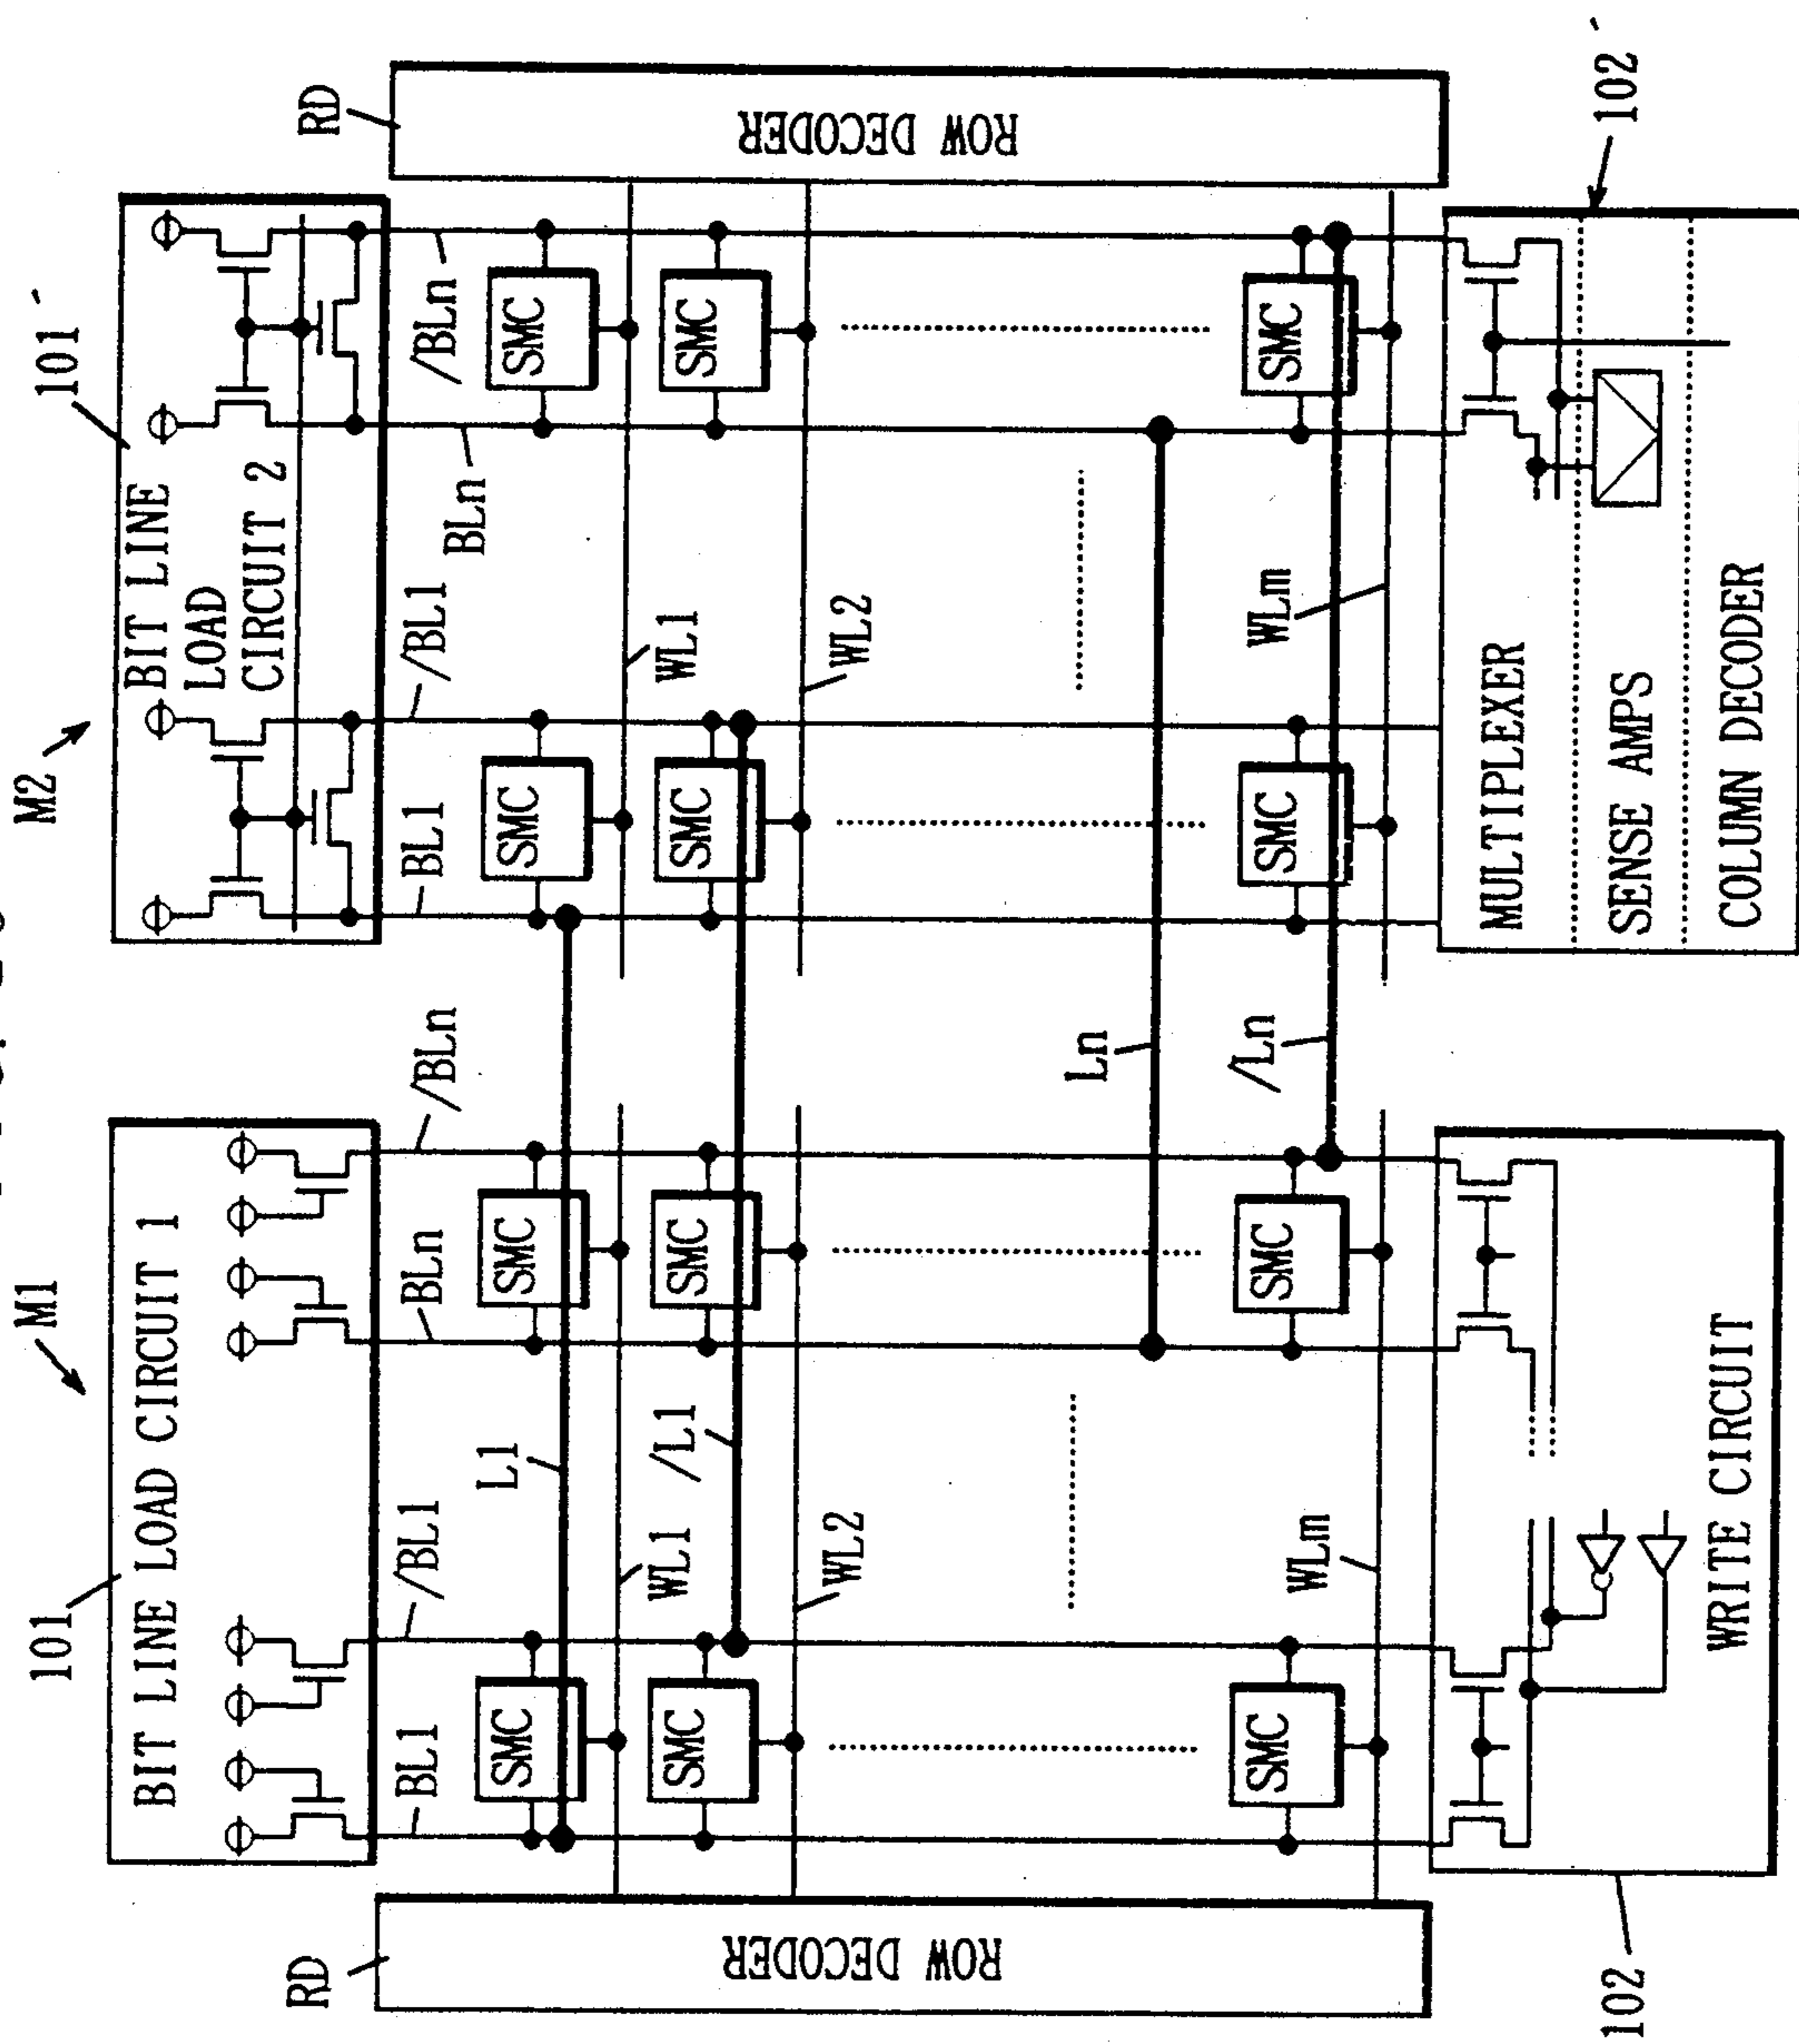 M1
M2
101
101'
BIT LINE LOAD CIRCUIT 1
BIT LINE
LOAD
CIRCUIT 2
BL1
/BL1
BLn
/BLn
BL1
/BL1
BLn
/BLn
RD
ROW DECODER
RD
ROW DECODER
SMC
SMC
SMC
SMC
L1
WL1
WL1
SMC
SMC
SMC
SMC
/L1
WL2
WL2
Ln
SMC
SMC
SMC
SMC
WLm
/Ln
WLm
WRITE CIRCUIT
102
MULTIPLEXER
SENSE AMPS
COLUMN DECODER
102'